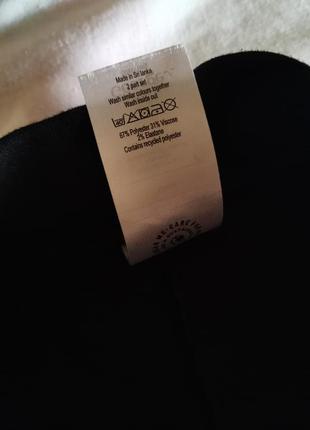 Made in Sri lanka
2 part set
Wash similar colours together
Wash inside out
67% Polyester 31% Viscose
2% Elastane
Contains recycled polyester